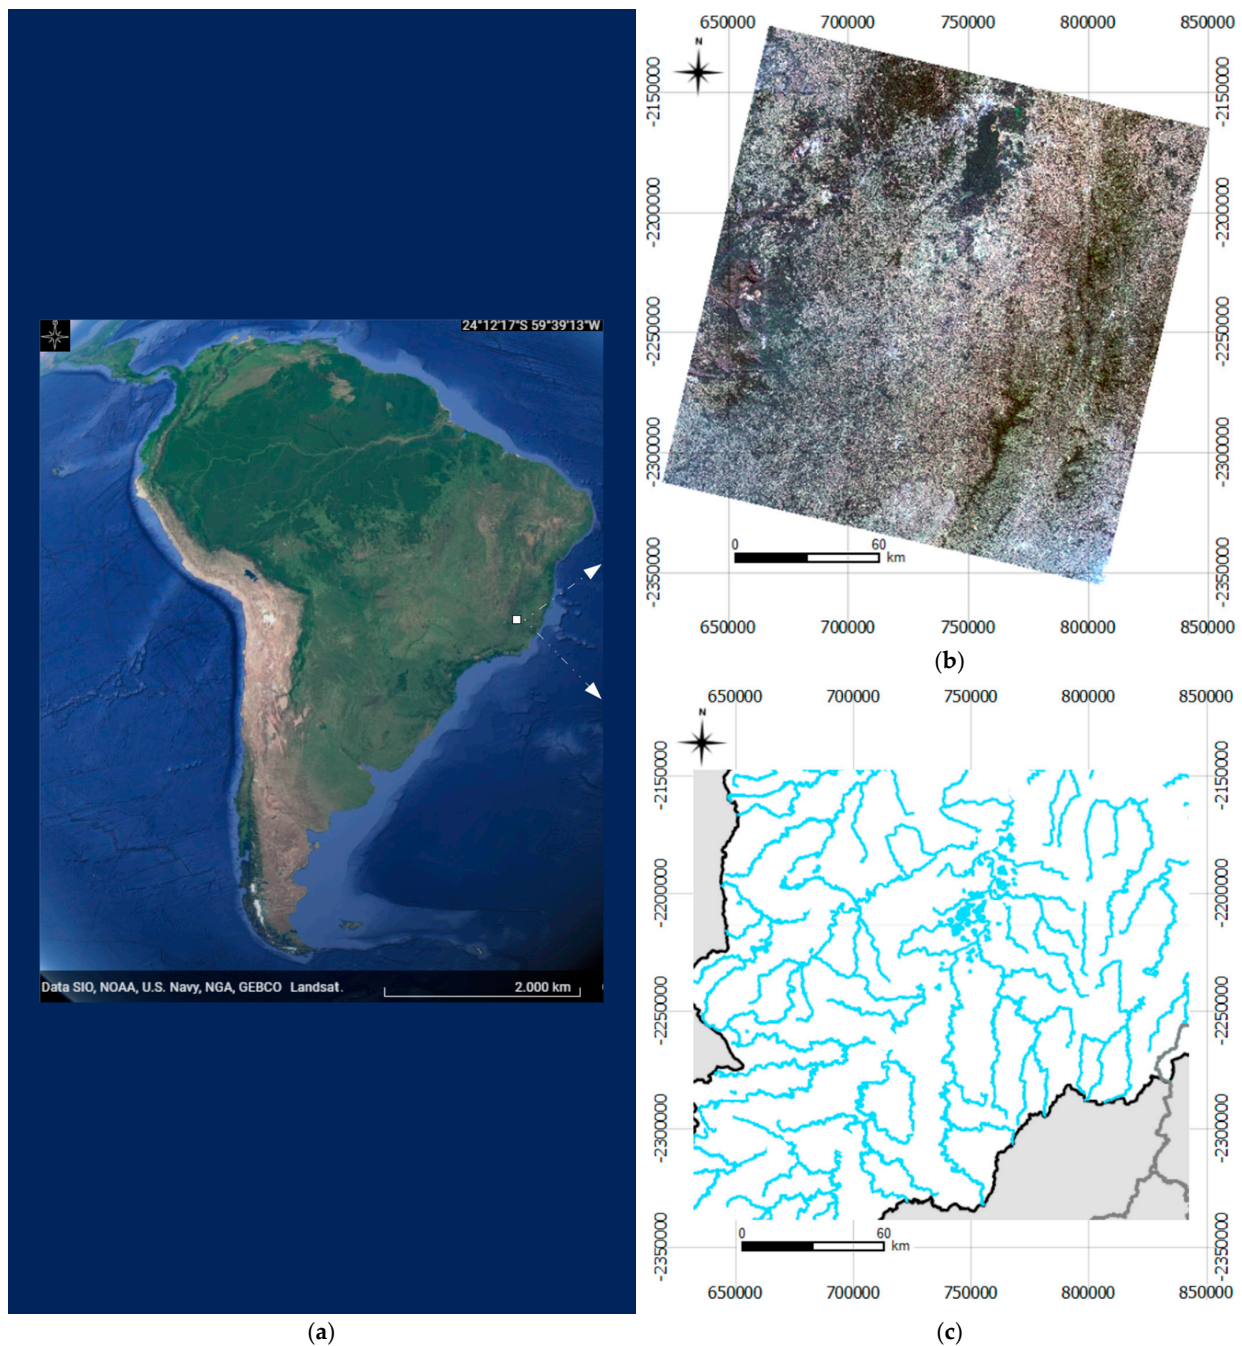 24°12'17"S 59°39'13"W
Data SIO, NOAA, U.S. Navy, NGA, GEBCO Landsat.
2.000 km
(a)
650000 700000 750000 800000 850000
N
-2150000 -2150000
-2200000 -2200000
-2250000 -2250000
-2300000 -2300000
0 60
km
-2350000 -2350000
650000 700000 750000 800000 850000
(b)
650000 700000 750000 800000 850000
N
-2150000 -2150000
-2200000 -2200000
-2250000 -2250000
-2300000 -2300000
0 60
km
-2350000 -2350000
650000 700000 750000 800000 850000
(c)